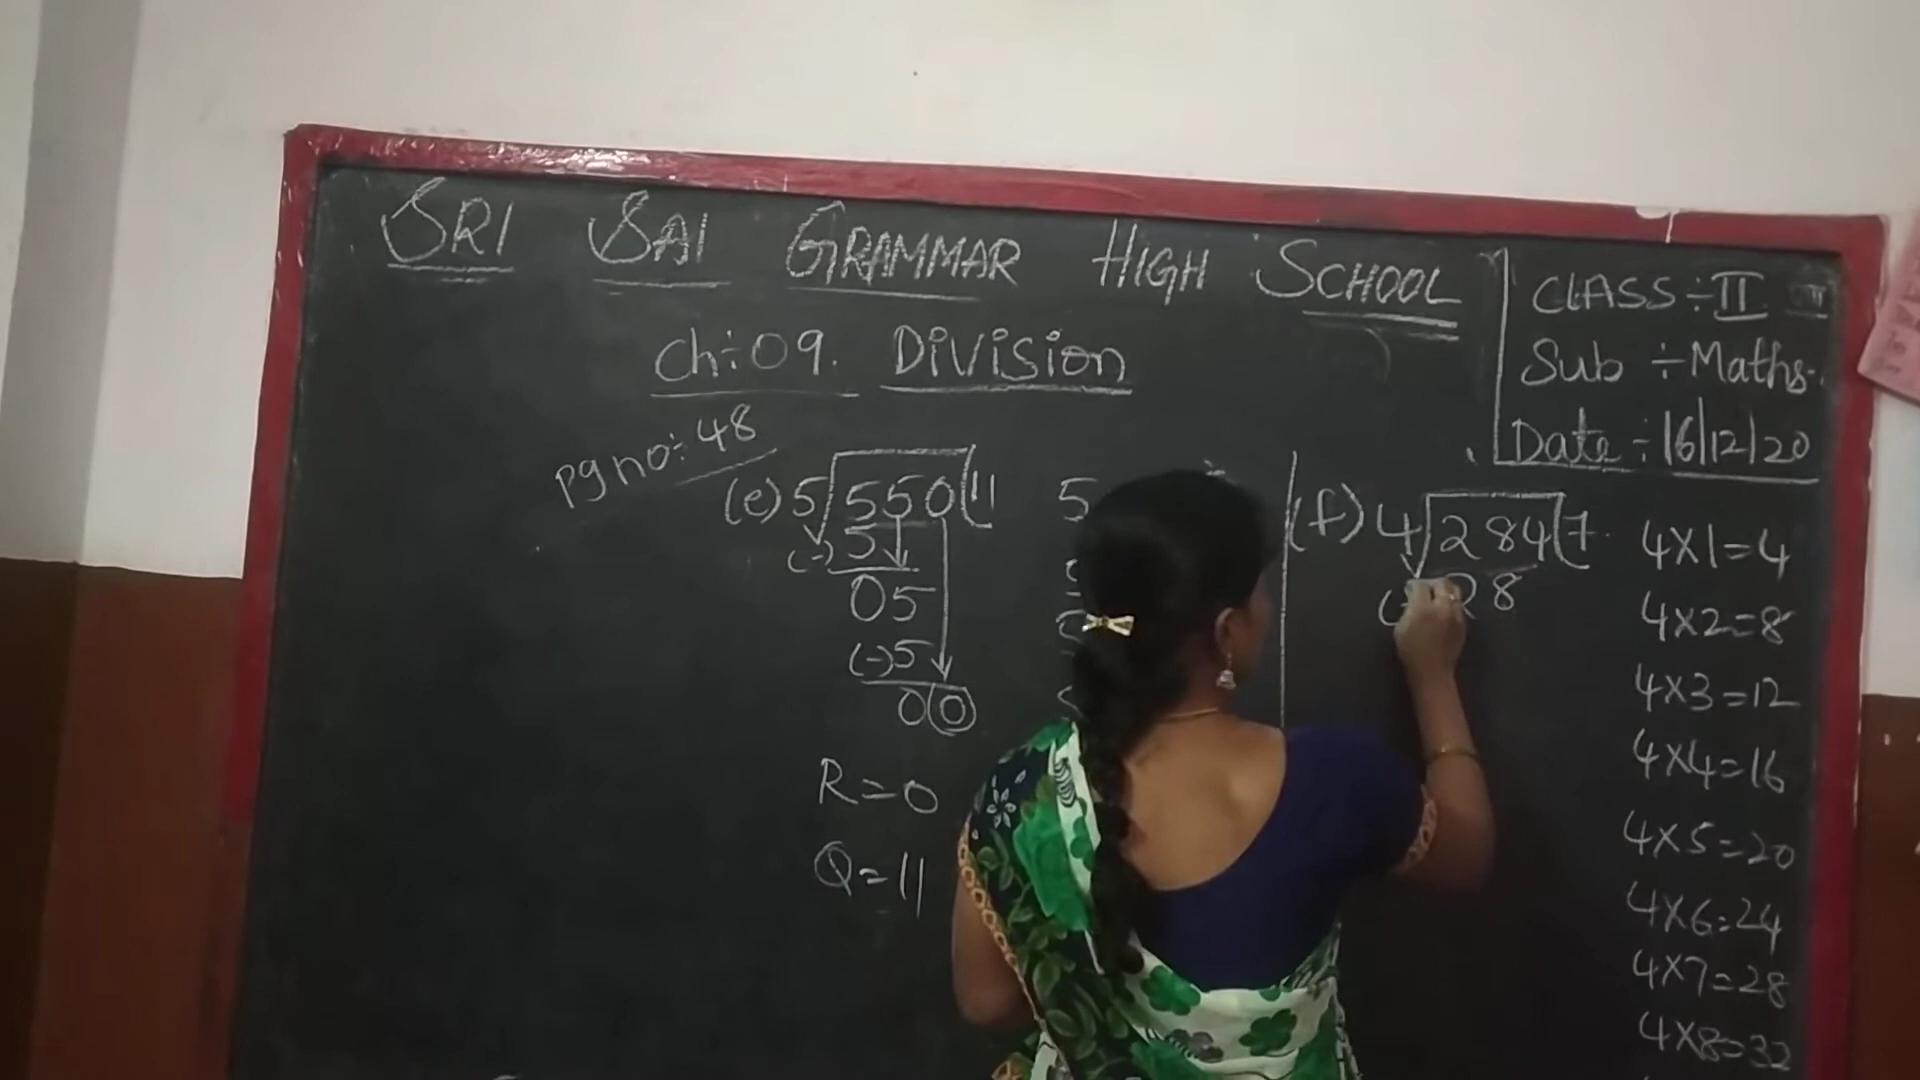 SRI SAI GRAMMAR HIGH SCHOOL
CLASS ÷ II
Sub ÷ Maths.
Date ÷ 16/12/20
Ch ÷ 09. Division
pg no ÷ 48
(e) 5 550 11
(-) 5
05
(-) 5
00
R = 0
Q = 11
5
(f) 4 284 7
28
4X1=4
4X2=8
4X3=12
4X4=16
4X5=20
4X6=24
4X7=28
4X8=32